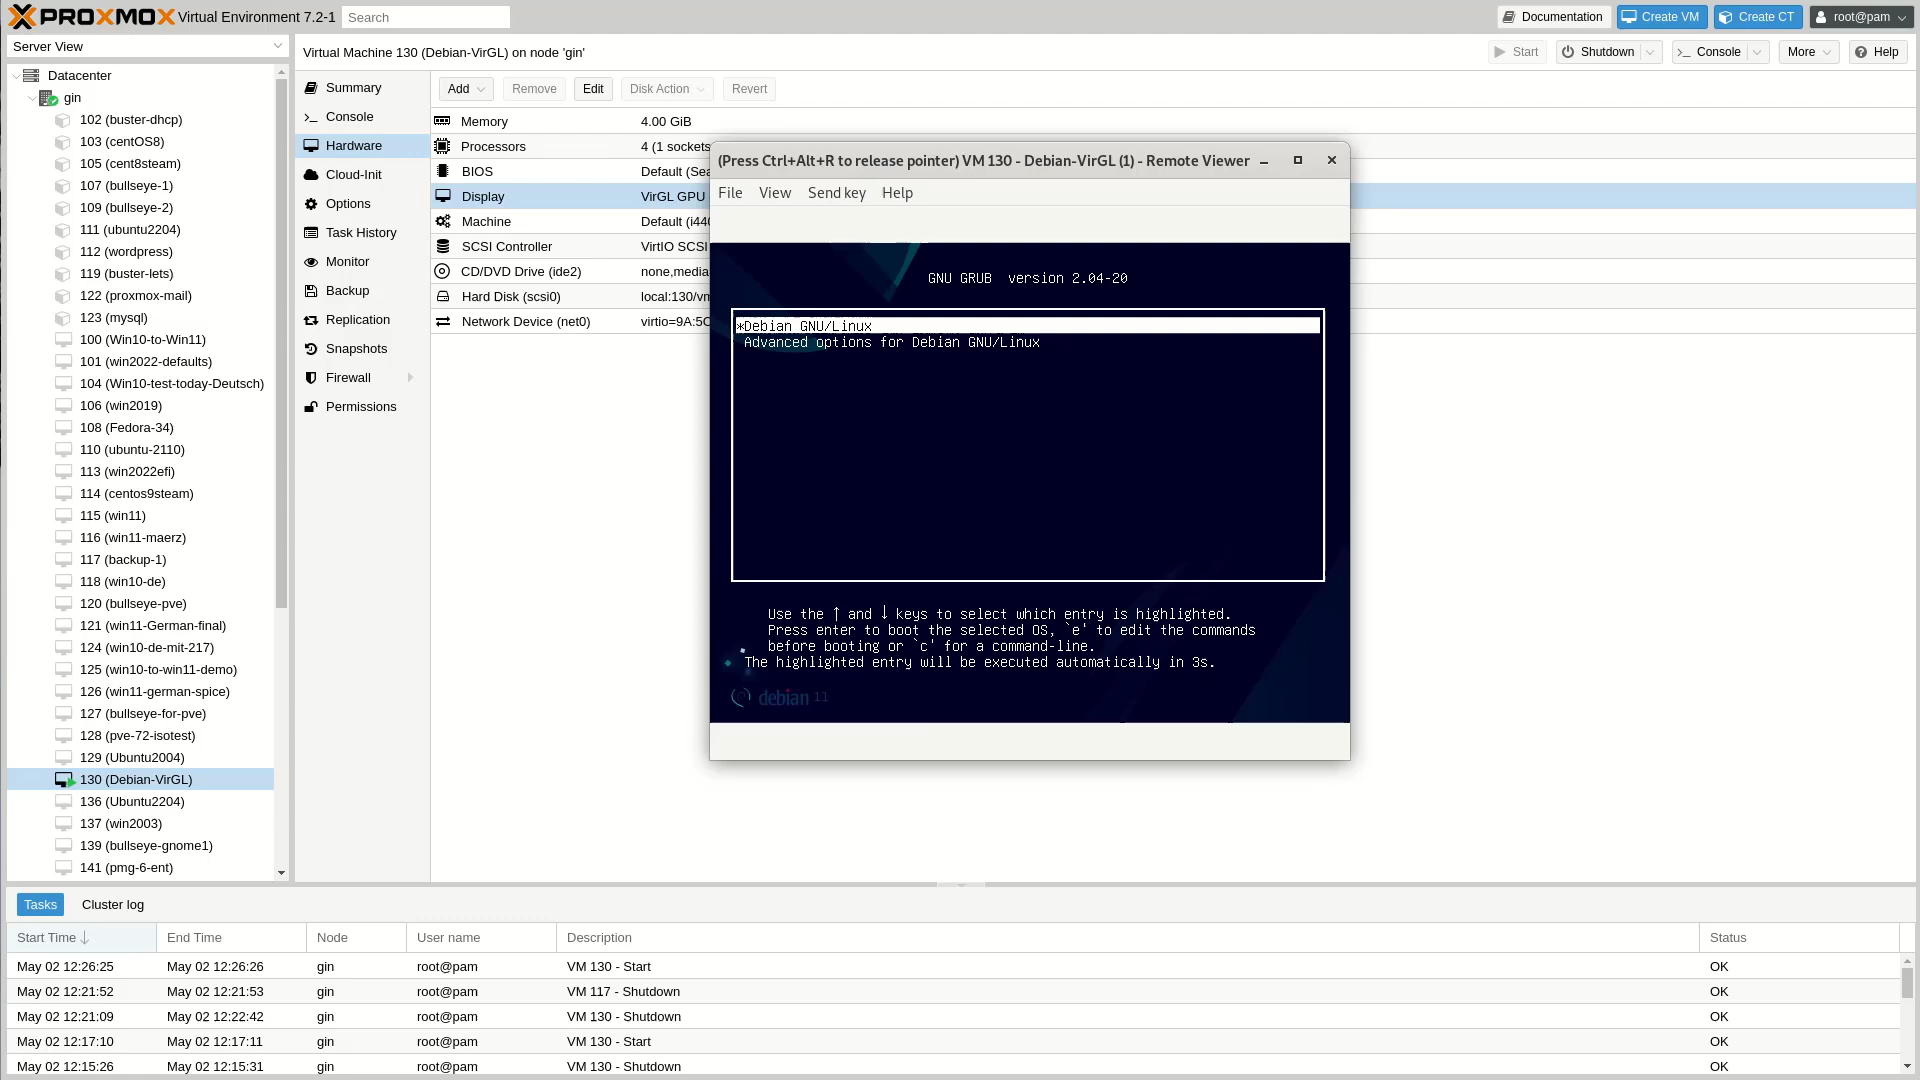 PROXMOX Virtual Environment 7.2-1 Search Documentation Create VM Create CT root@pam
Server View
Virtual Machine 130 (Debian-VirGL) on node 'gin' Start Shutdown Console More Help
Datacenter
gin
102 (buster-dhcp)
103 (centOS8)
105 (cent8steam)
107 (bullseye-1)
109 (bullseye-2)
111 (ubuntu2204)
112 (wordpress)
119 (buster-lets)
122 (proxmox-mail)
123 (mysql)
100 (Win10-to-Win11)
101 (win2022-defaults)
104 (Win10-test-today-Deutsch)
106 (win2019)
108 (Fedora-34)
110 (ubuntu-2110)
113 (win2022efi)
114 (centos9steam)
115 (win11)
116 (win11-maerz)
117 (backup-1)
118 (win10-de)
120 (bullseye-pve)
121 (win11-German-final)
124 (win10-de-mit-217)
125 (win10-to-win11-demo)
126 (win11-german-spice)
127 (bullseye-for-pve)
128 (pve-72-isotest)
129 (Ubuntu2004)
130 (Debian-VirGL)
136 (Ubuntu2204)
137 (win2003)
139 (bullseye-gnome1)
141 (pmg-6-ent)
Summary
Console
Hardware
Cloud-Init
Options
Task History
Monitor
Backup
Replication
Snapshots
Firewall
Permissions
Add Remove Edit Disk Action Revert
Memory 4.00 GiB
Processors 4 (1 sockets
BIOS Default (Sea
Display VirGL GPU
Machine Default (i440
SCSI Controller VirtIO SCSI
CD/DVD Drive (ide2) none,media
Hard Disk (scsi0) local:130/vm
Network Device (net0) virtio=9A:5C
(Press Ctrl+Alt+R to release pointer) VM 130 - Debian-VirGL (1) - Remote Viewer
File View Send key Help
GNU GRUB version 2.04-20
*Debian GNU/Linux
Advanced options for Debian GNU/Linux
Use the ↑ and ↓ keys to select which entry is highlighted.
Press enter to boot the selected OS, `e' to edit the commands
before booting or `c' for a command-line.
The highlighted entry will be executed automatically in 3s.
debian 11
Tasks Cluster log
Start Time ↓ End Time Node User name Description Status
May 02 12:26:25 May 02 12:26:26 gin root@pam VM 130 - Start OK
May 02 12:21:52 May 02 12:21:53 gin root@pam VM 117 - Shutdown OK
May 02 12:21:09 May 02 12:22:42 gin root@pam VM 130 - Shutdown OK
May 02 12:17:10 May 02 12:17:11 gin root@pam VM 130 - Start OK
May 02 12:15:26 May 02 12:15:31 gin root@pam VM 130 - Shutdown OK